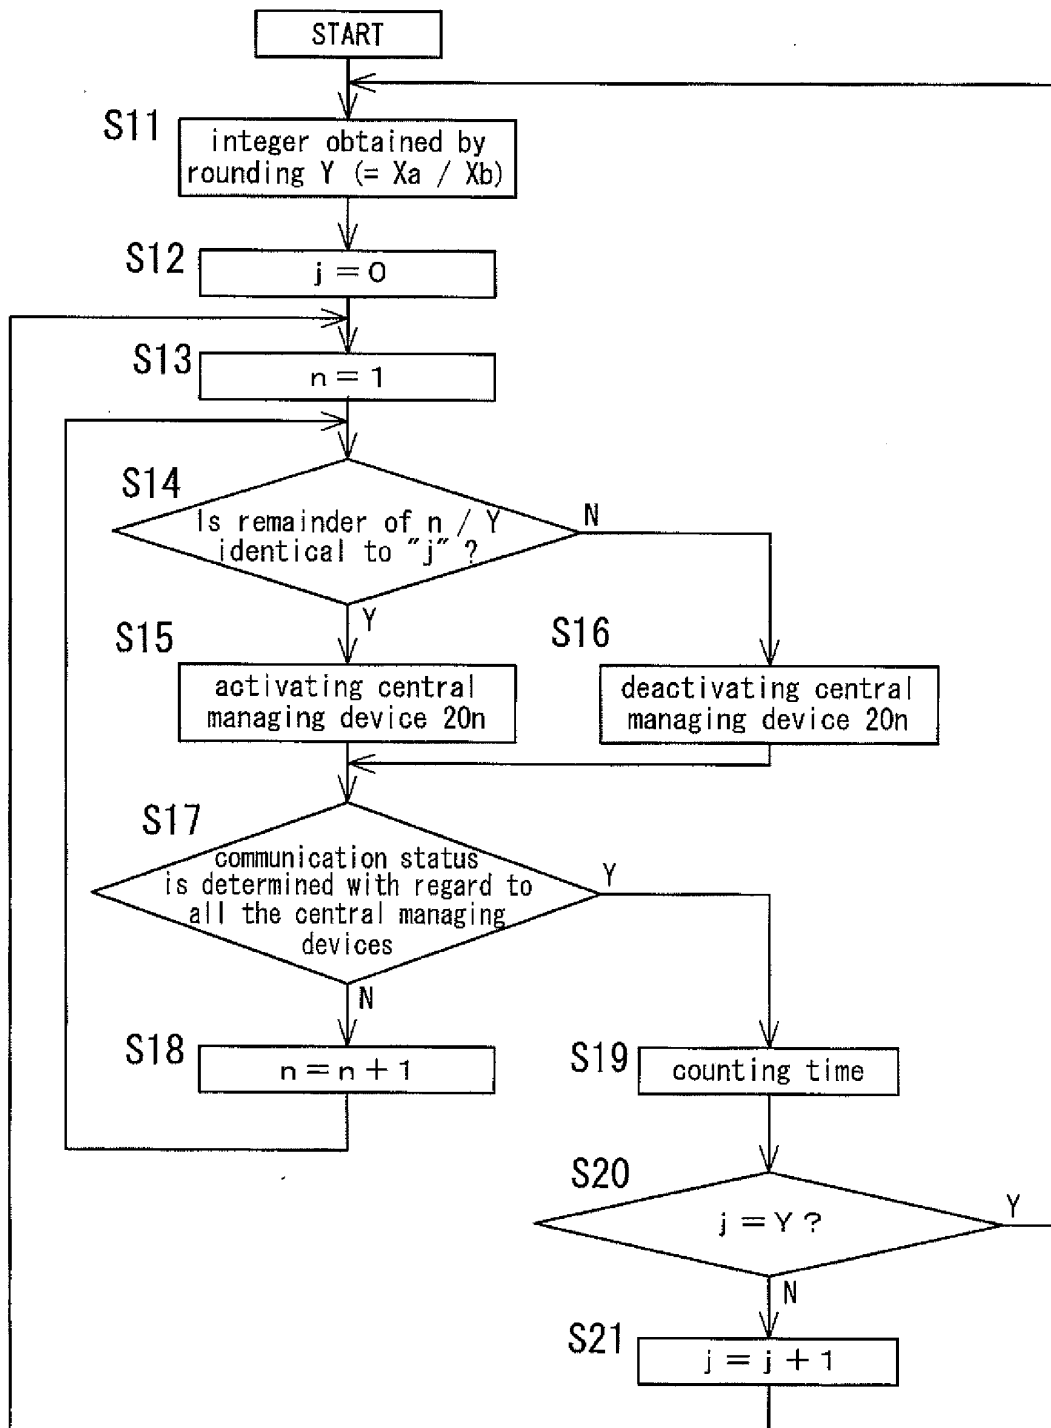 START
S11
integer obtained by
rounding Y (= Xa / Xb)
S12
j = 0
S13
n = 1
S14
Is remainder of n / Y
identical to "j" ?
N
Y
S15
activating central
managing device 20n
S16
deactivating central
managing device 20n
S17
communication status
is determined with regard to
all the central managing
devices
Y
N
S18
n = n + 1
S19
counting time
S20
j = Y ?
Y
N
S21
j = j + 1